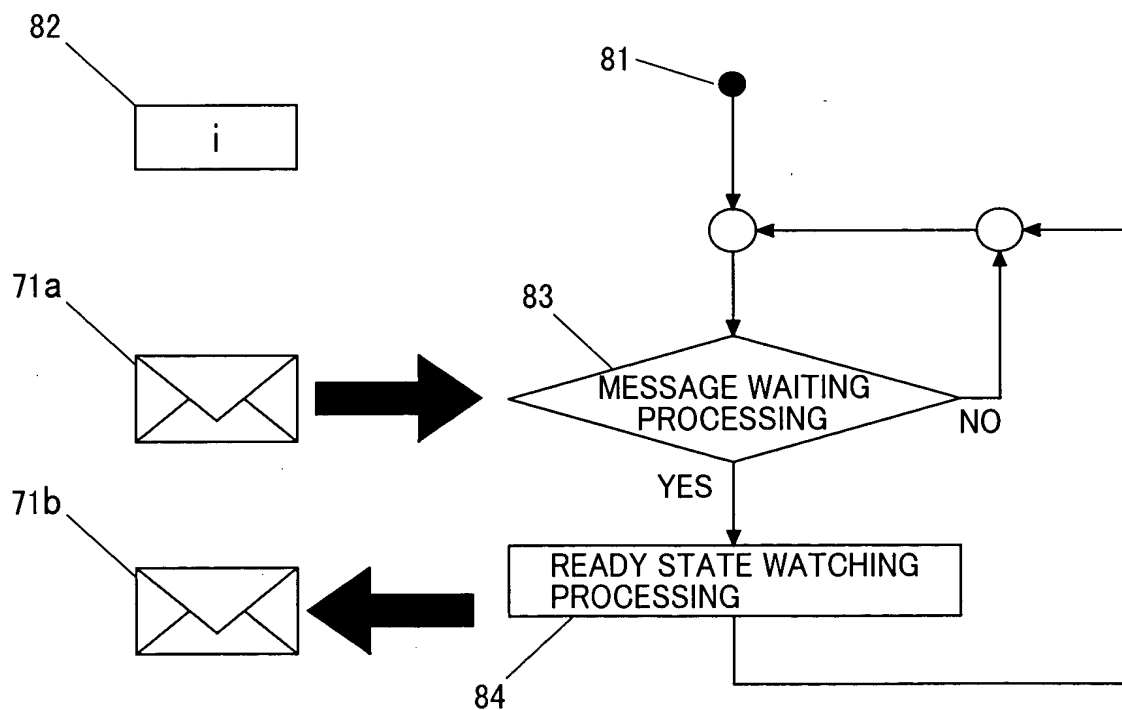 82
81
i
71a
83
MESSAGE WAITING
PROCESSING
NO
YES
71b
READY STATE WATCHING
PROCESSING
84